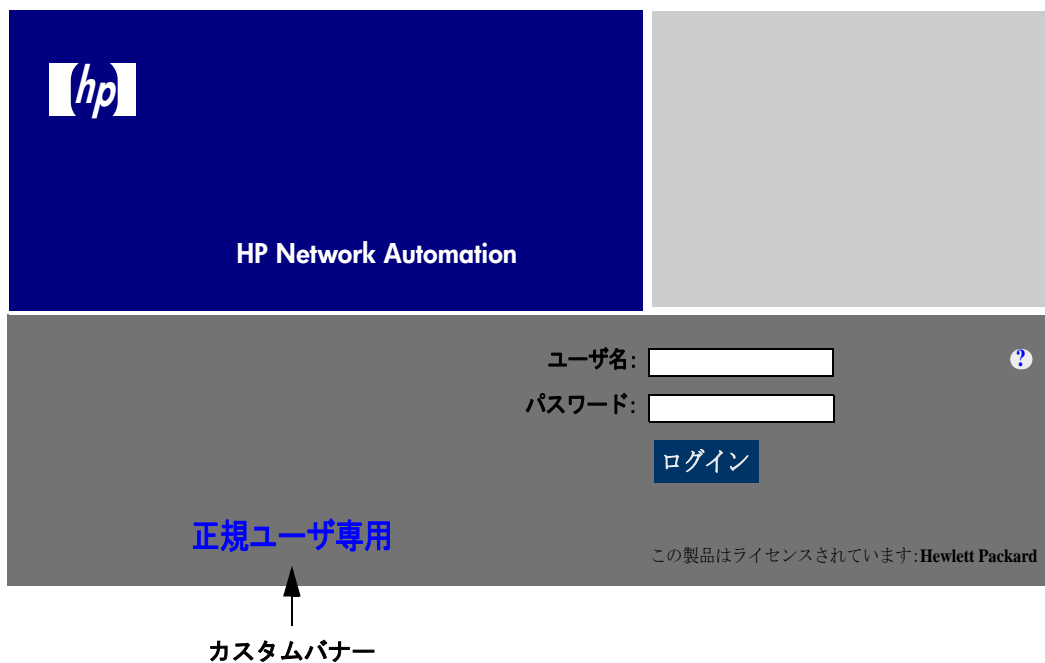 hp
HP Network Automation
ユーザ名:
?
パスワード:
ログイン
正規ユーザ専用
この製品はライセンスされています:Hewlett Packard
カスタムバナー